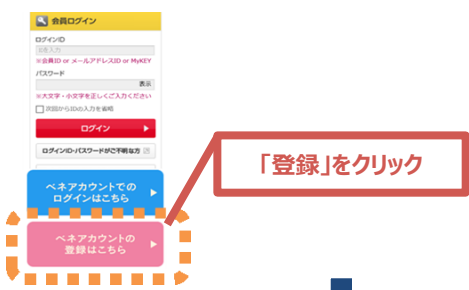 会員ログイン
ログインID
IDを入力
※会員ID or メールアドレスID or MyKEY
パスワード
表示
※大文字・小文字を正しくご入力ください
次回からIDの入力を省略
ログイン
ログインID・パスワードがご不明な方
ベネアカウントでの
ログインはこちら
ベネアカウントの
登録はこちら
「登録」をクリック